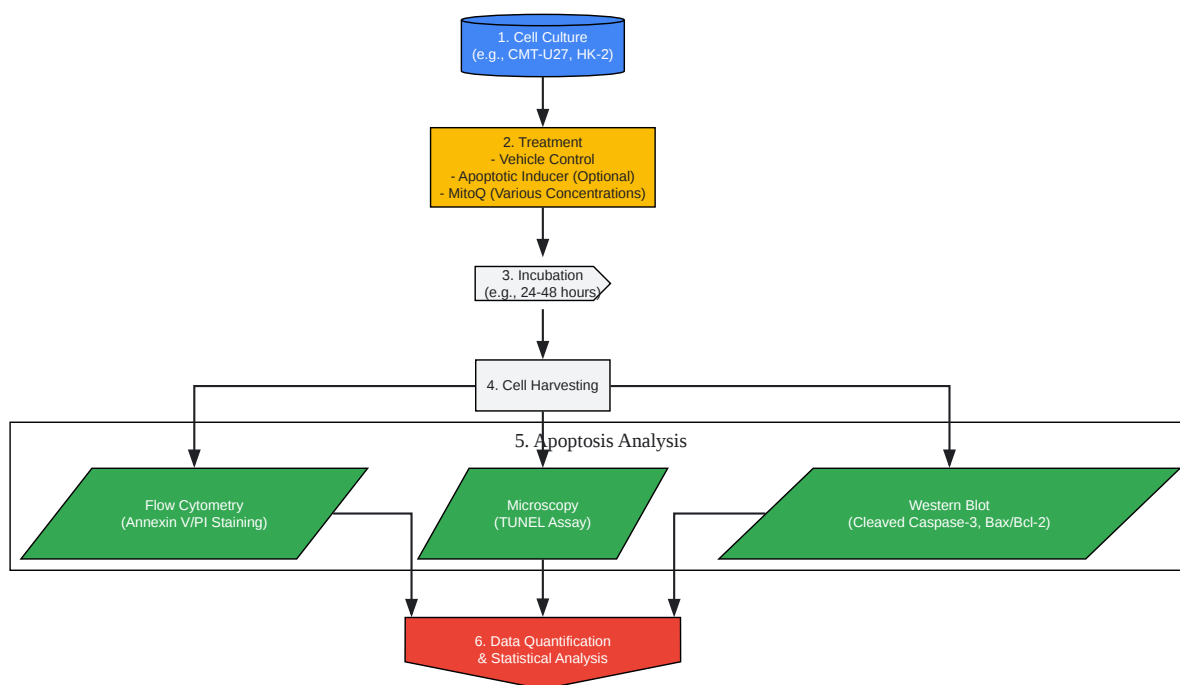 1. Cell Culture
(e.g., CMT-U27, HK-2)
2. Treatment
- Vehicle Control
- Apoptotic Inducer (Optional)
- MitoQ (Various Concentrations)
3. Incubation
(e.g., 24-48 hours)
4. Cell Harvesting
5. Apoptosis Analysis
Flow Cytometry
(Annexin V/PI Staining)
Microscopy
(TUNEL Assay)
Western Blot
(Cleaved Caspase-3, Bax/Bcl-2)
6. Data Quantification
& Statistical Analysis